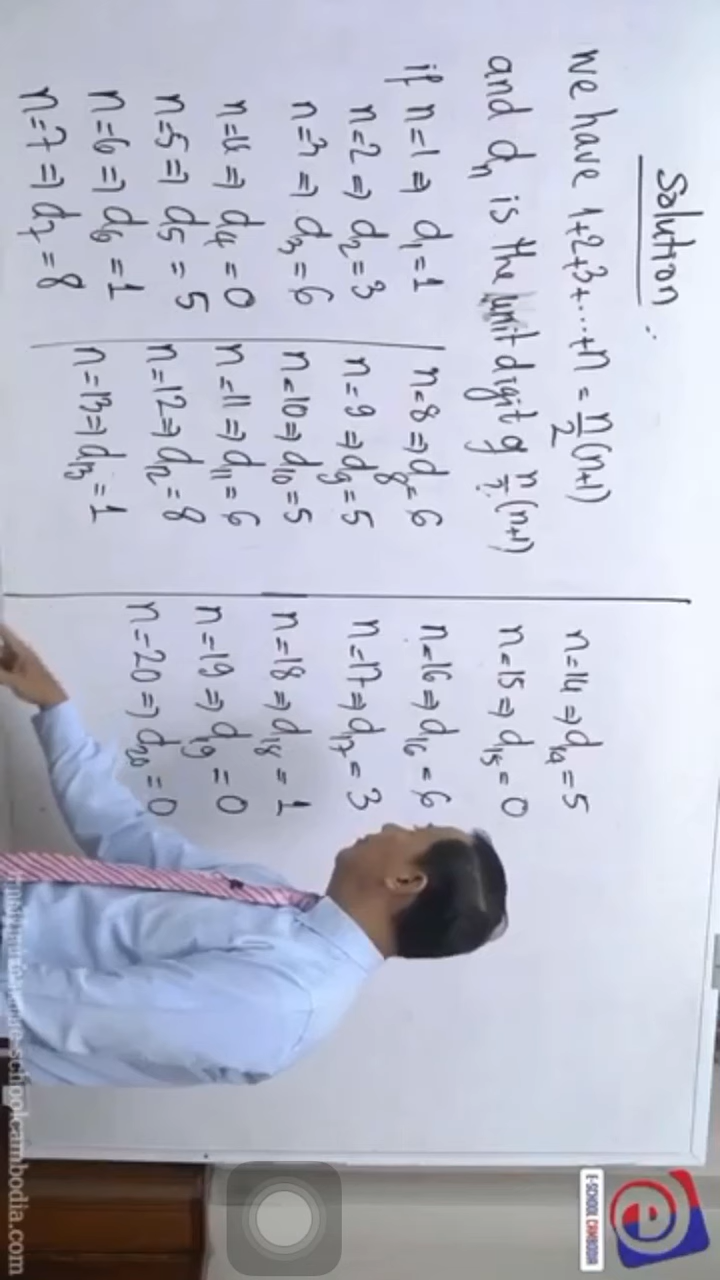 Solution :
we have 1+2+3+...+n = n/2 (n+1)
and dn is the unit digit of n/2 (n+1)
if n=1 ⇒ d1=1
n=2 ⇒ d2=3
n=3 ⇒ d3=6
n=4 ⇒ d4=0
n=5 ⇒ d5=5
n=6 ⇒ d6=1
n=7 ⇒ d7=8
n=8 ⇒ d8=6
n=9 ⇒ d9=5
n=10 ⇒ d10=5
n=11 ⇒ d11=6
n=12 ⇒ d12=8
n=13 ⇒ d13=1
n=14 ⇒ d14=5
n=15 ⇒ d15=0
n=16 ⇒ d16=6
n=17 ⇒ d17=3
n=18 ⇒ d18=1
n=19 ⇒ d19=0
n=20 ⇒ d20=0
e
E-SCHOOL CAMBODIA